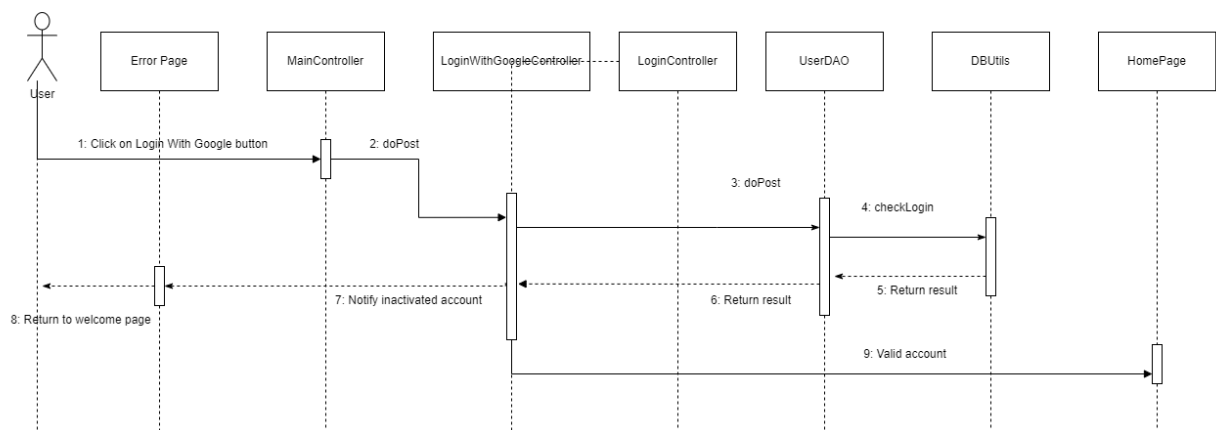 Error Page
MainController
LoginWithGoogleController
LoginController
UserDAO
DBUtils
HomePage
User
1: Click on Login With Google button
2: doPost
3: doPost
4: checkLogin
5: Return result
6: Return result
7: Notify inactivated account
8: Return to welcome page
9: Valid account